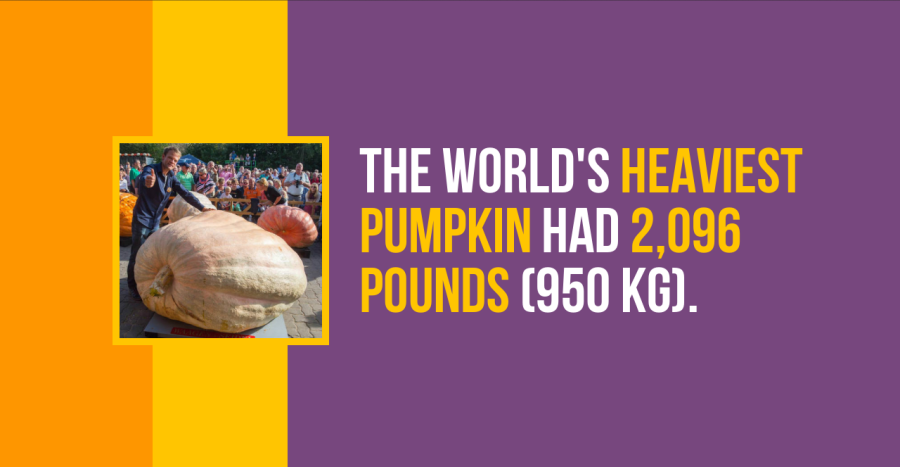 THE WORLD'S HEAVIEST
PUMPKIN HAD 2,096
POUNDS (950 KG).